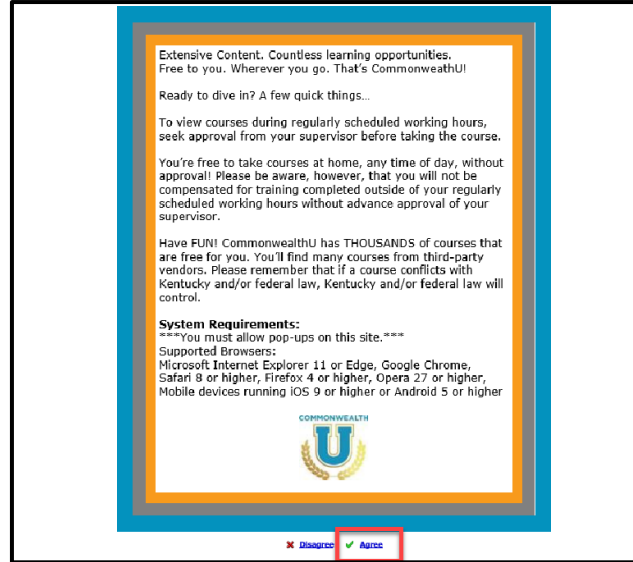 Extensive Content. Countless learning opportunities.
Free to you. Wherever you go. That's CommonweathU!
Ready to dive in? A few quick things...
To view courses during regularly scheduled working hours,
seek approval from your supervisor before taking the course.
You're free to take courses at home, any time of day, without
approval! Please be aware, however, that you will not be
compensated for training completed outside of your regularly
scheduled working hours without advance approval of your
supervisor.
Have FUN! CommonwealthU has THOUSANDS of courses that
are free for you. You'll find many courses from third-party
vendors. Please remember that if a course conflicts with
Kentucky and/or federal law, Kentucky and/or federal law will
control.
System Requirements:
***You must allow pop-ups on this site.***
Supported Browsers:
Microsoft Internet Explorer 11 or Edge, Google Chrome,
Safari 8 or higher, Firefox 4 or higher, Opera 27 or higher,
Mobile devices running iOS 9 or higher or Android 5 or higher
COMMONWEALTH
U
Disagree Agree